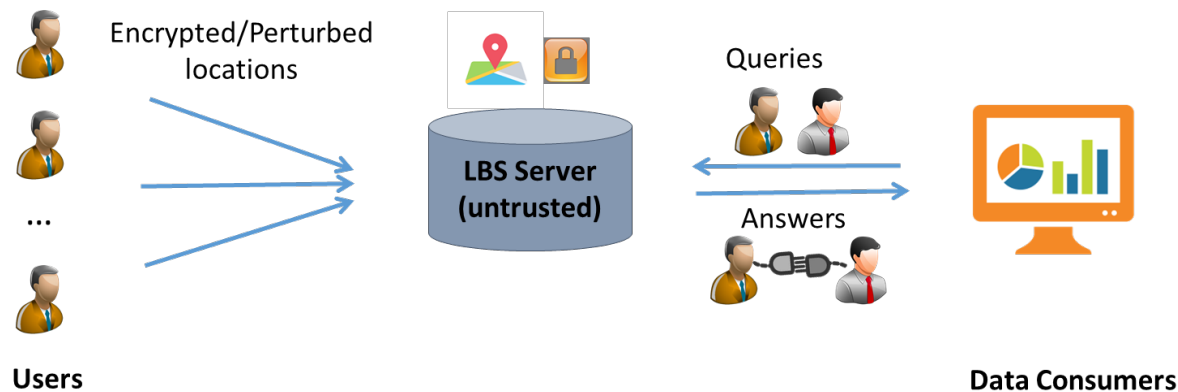 Encrypted/Perturbed
locations
Queries
LBS Server
(untrusted)
Answers
...
Users
Data Consumers